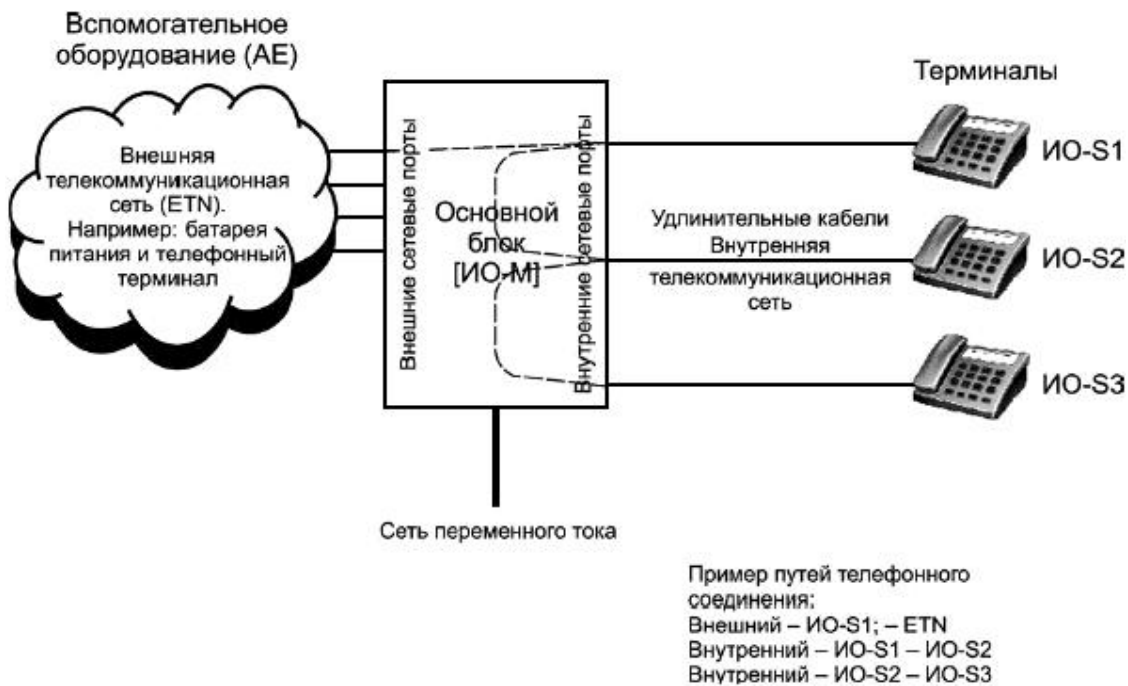 Вспомогательное
оборудование (АЕ)
Внешняя
телекоммуникационная
сеть (ETN).
Например: батарея
питания и телефонный
терминал
Внешние сетевые порты
Основной
блок
[ИО-М]
Внутренние сетевые порты
Терминалы
ИО-S1
Удлинительные кабели
Внутренняя
телекоммуникационная
сеть
ИО-S2
ИО-S3
Сеть переменного тока
Пример путей телефонного
соединения:
Внешний – ИО-S1; – ETN
Внутренний – ИО-S1 – ИО-S2
Внутренний – ИО-S2 – ИО-S3